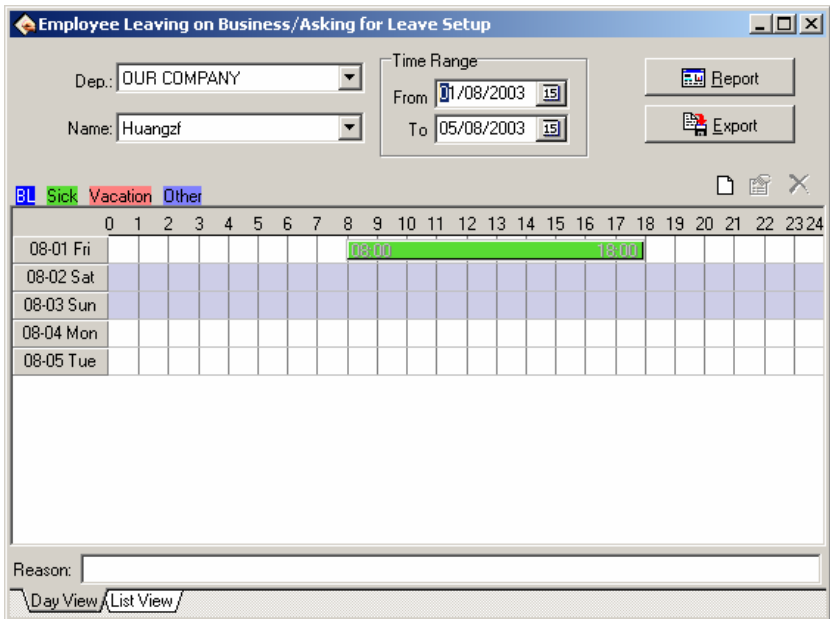 Employee Leaving on Business/Asking for Leave Setup
Dep.: OUR COMPANY
Name: Huangzf
Time Range
From 01/08/2003 15
To 05/08/2003 15
Report
Export
BL Sick Vacation Other
0 1 2 3 4 5 6 7 8 9 10 11 12 13 14 15 16 17 18 19 20 21 22 23 24
08-01 Fri 08:00 18:00
08-02 Sat
08-03 Sun
08-04 Mon
08-05 Tue
Reason:
Day View List View